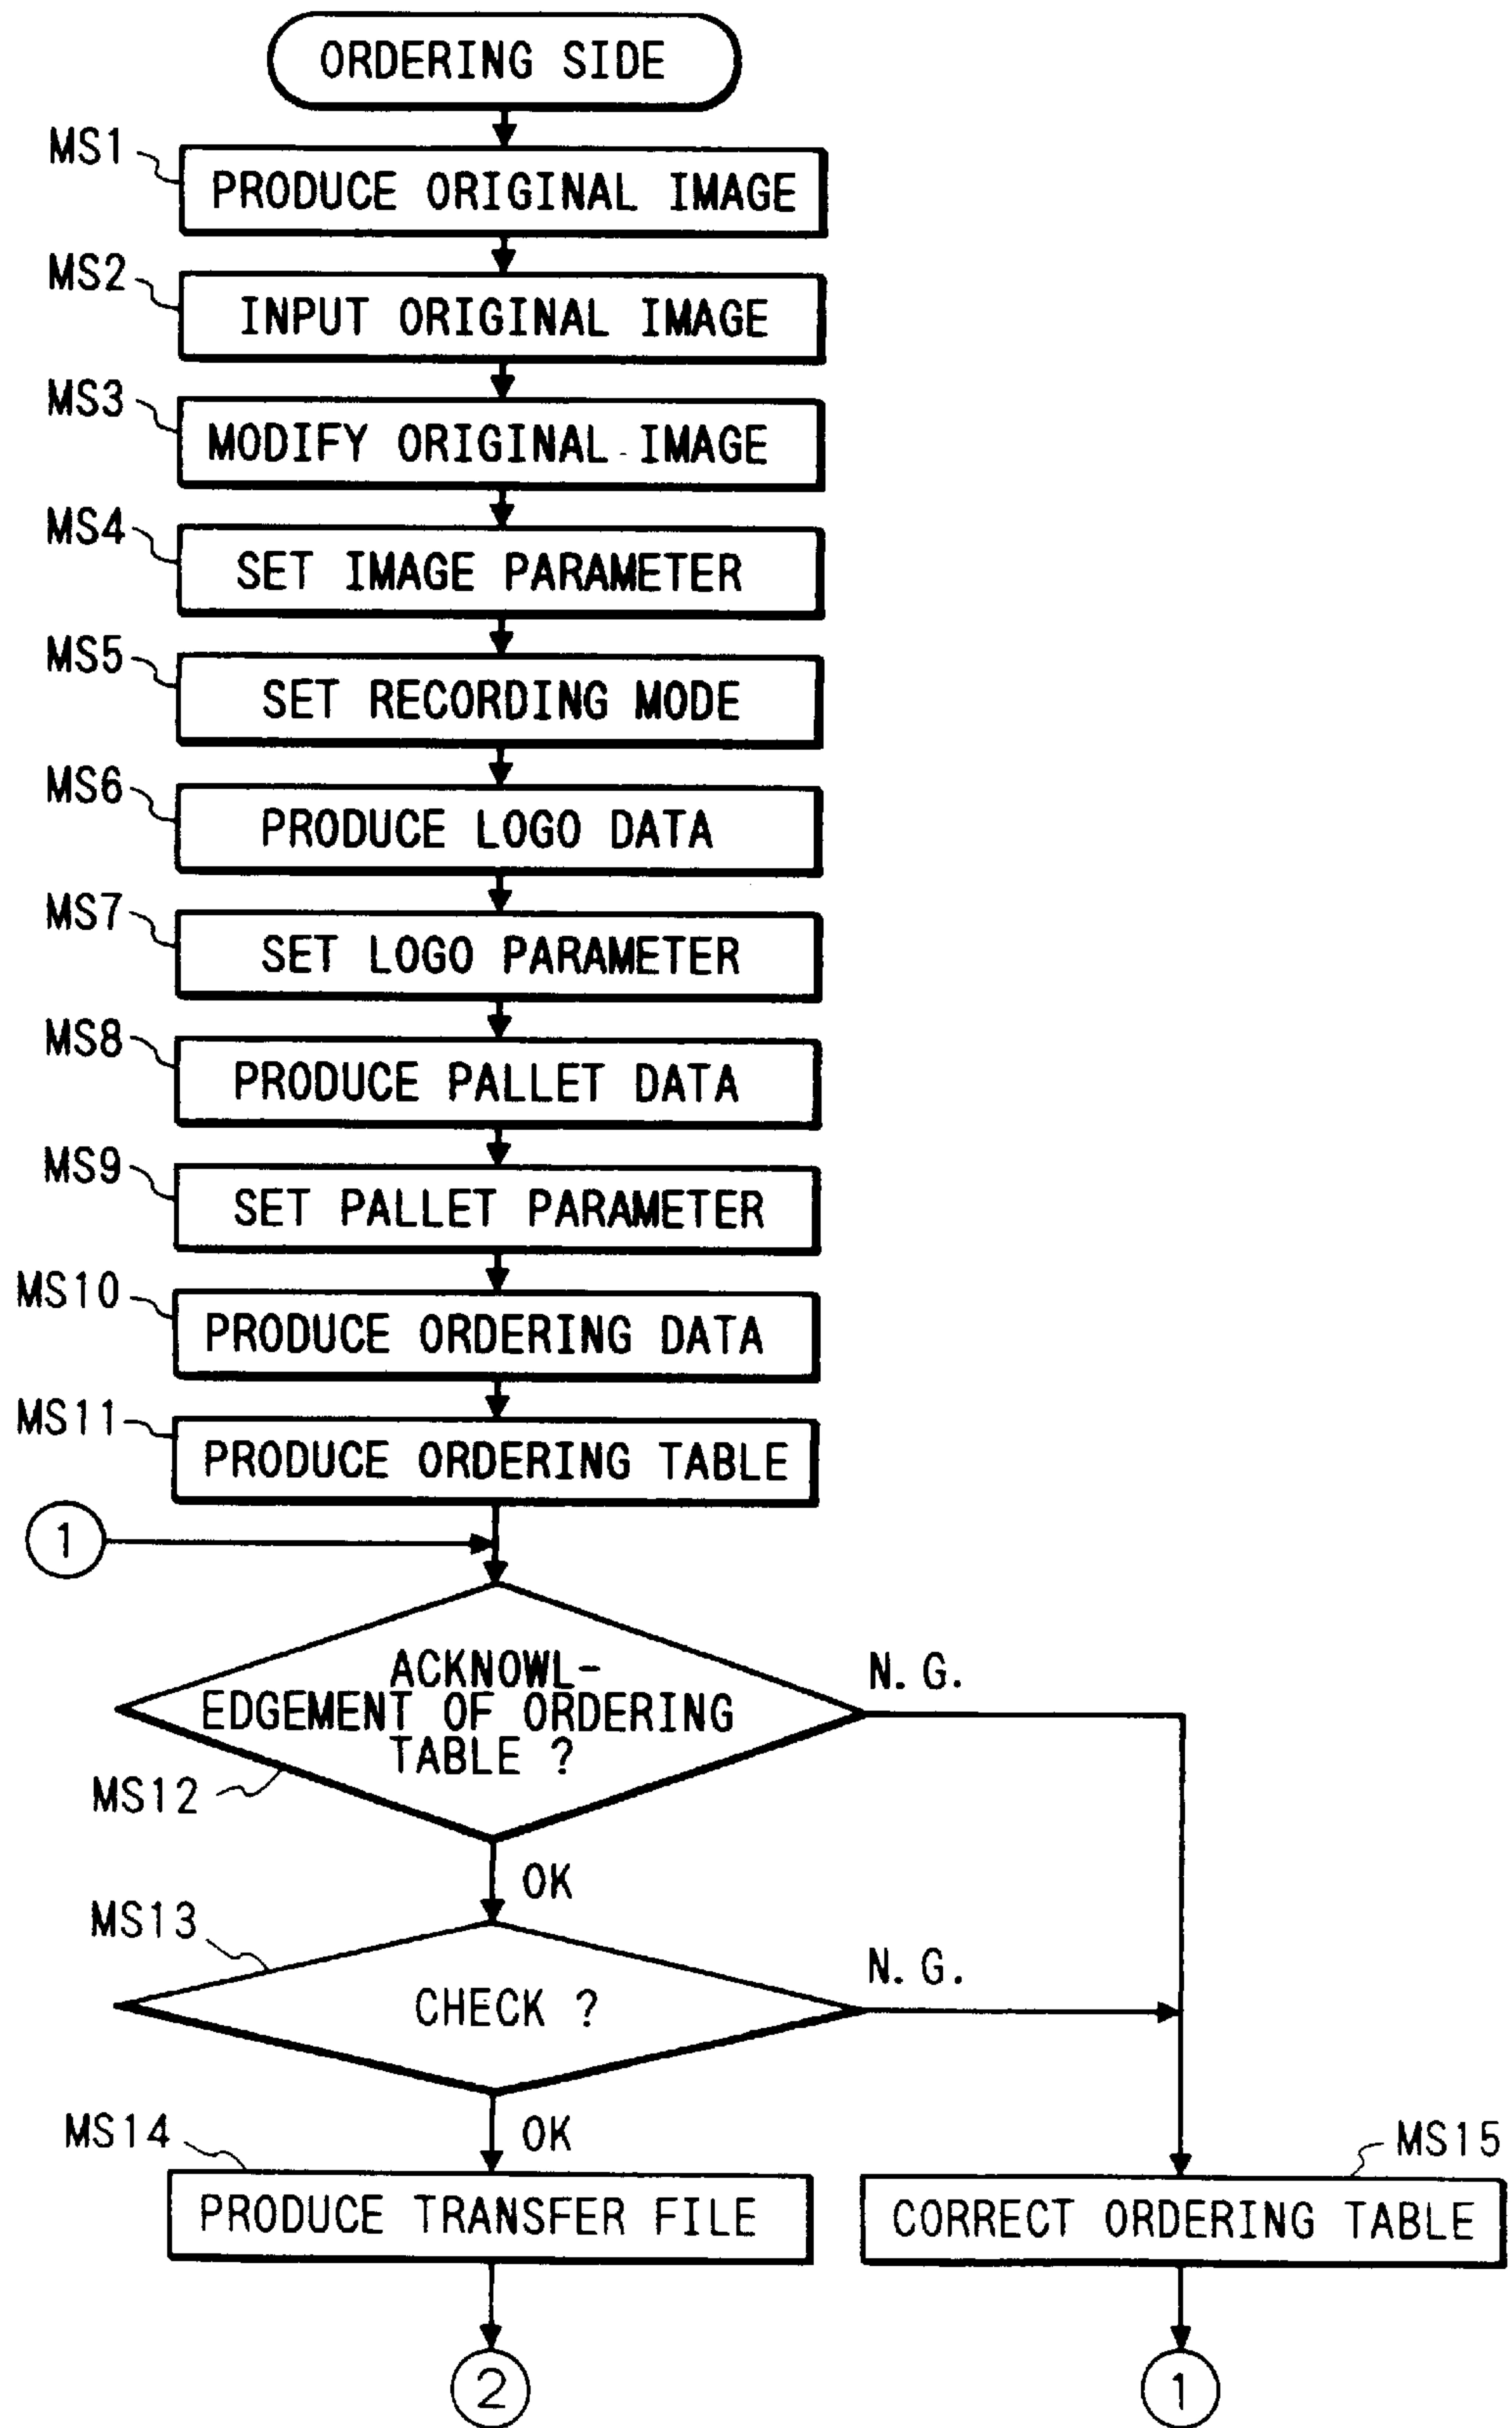 ORDERING SIDE
MS1
PRODUCE ORIGINAL IMAGE
MS2
INPUT ORIGINAL IMAGE
MS3
MODIFY ORIGINAL IMAGE
MS4
SET IMAGE PARAMETER
MS5
SET RECORDING MODE
MS6
PRODUCE LOGO DATA
MS7
SET LOGO PARAMETER
MS8
PRODUCE PALLET DATA
MS9
SET PALLET PARAMETER
MS10
PRODUCE ORDERING DATA
MS11
PRODUCE ORDERING TABLE
1
ACKNOWL-
EDGEMENT OF ORDERING
TABLE ?
N. G.
MS12
OK
MS13
CHECK ?
N. G.
OK
MS14
PRODUCE TRANSFER FILE
MS15
CORRECT ORDERING TABLE
2
1